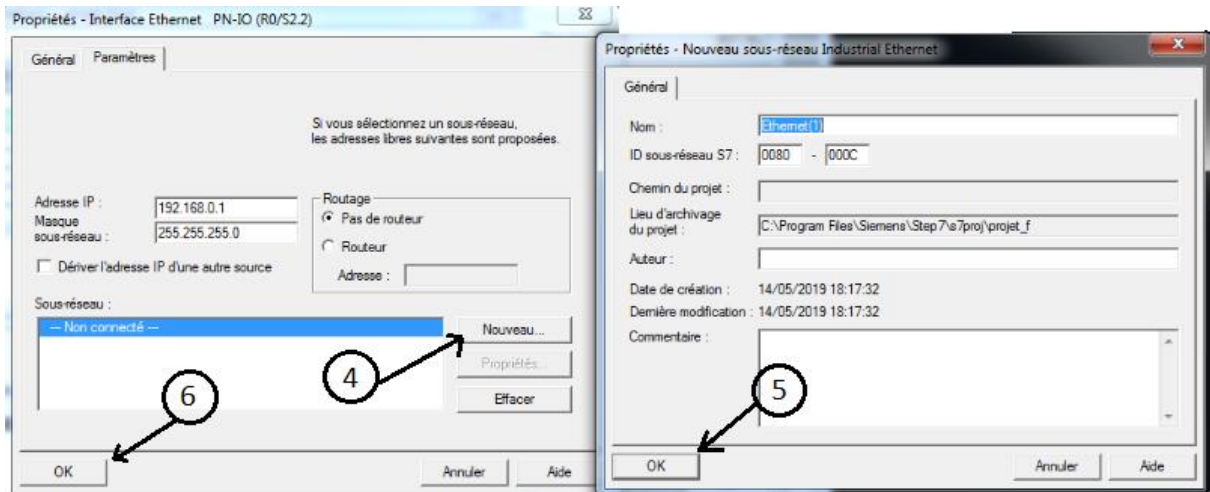 Propriétés - Interface Ethernet PN-IO (R0/S2.2)
Général Paramètres
Si vous sélectionnez un sous-réseau,
les adresses libres suivantes sont proposées.
Adresse IP : 192.168.0.1
Masque
sous-réseau : 255.255.255.0
Dériver l'adresse IP d'une autre source
Routage
Pas de routeur
Routeur
Adresse :
Sous-réseau :
--- Non connecté ---
Nouveau...
Propriétés...
Effacer
4
6
OK Annuler Aide
Propriétés - Nouveau sous-réseau Industrial Ethernet
Général
Nom : Ethernet(1)
ID sous-réseau S7 : 0080 - 000C
Chemin du projet :
Lieu d'archivage
du projet : C:\Program Files\Siemens\Step7\s7proj\projet_f
Auteur :
Date de création : 14/05/2019 18:17:32
Dernière modification : 14/05/2019 18:17:32
Commentaire :
5
OK Annuler Aide